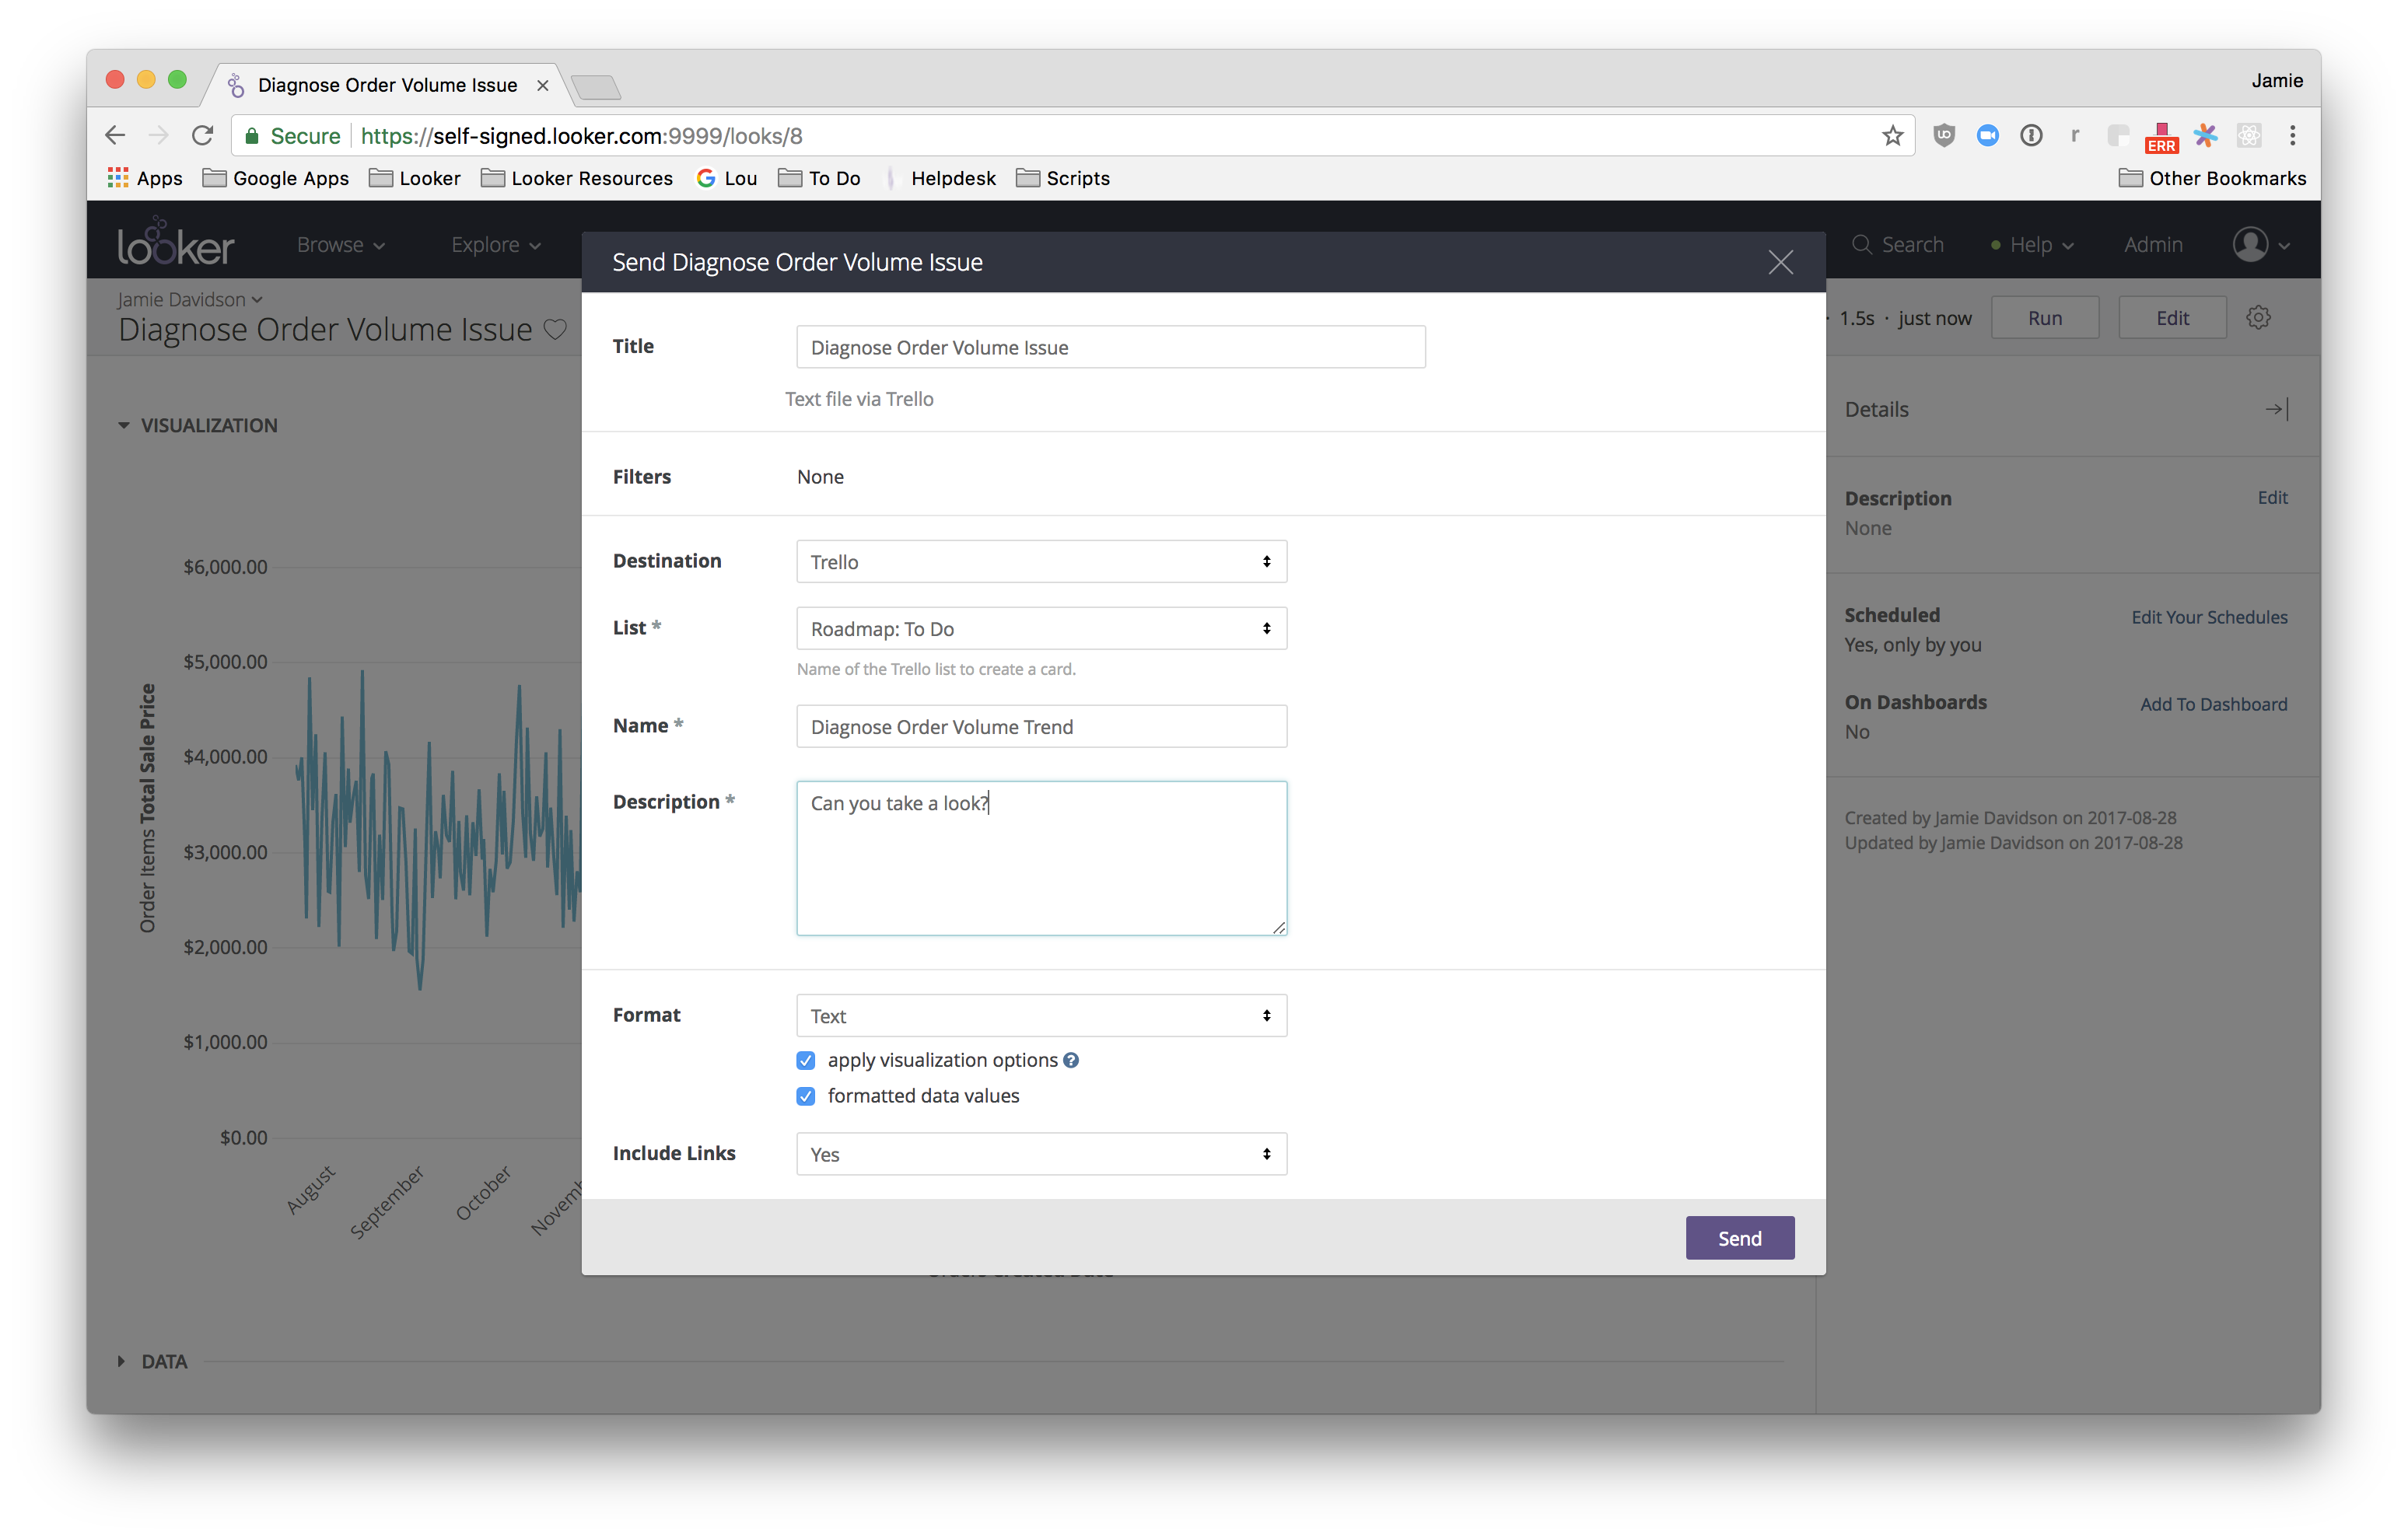 Diagnose Order Volume Issue
Jamie
Secure https://self-signed.looker.com:9999/looks/8
ERR
Apps Google Apps Looker Looker Resources Lou To Do Helpdesk Scripts Other Bookmarks
looker Browse Explore Search Help Admin
Send Diagnose Order Volume Issue
Jamie Davidson
Diagnose Order Volume Issue
· 1.5s · just now Run Edit
Title Diagnose Order Volume Issue
Text file via Trello
VISUALIZATION
Filters None
Destination Trello
List * Roadmap: To Do
Name of the Trello list to create a card.
Name * Diagnose Order Volume Trend
Description * Can you take a look?
Format Text
apply visualization options ?
formatted data values
Include Links Yes
Send
Order Items Total Sale Price
$6,000.00
$5,000.00
$4,000.00
$3,000.00
$2,000.00
$1,000.00
$0.00
August
September
October
Novemb
Details
Description Edit
None
Scheduled Edit Your Schedules
Yes, only by you
On Dashboards Add To Dashboard
No
Created by Jamie Davidson on 2017-08-28
Updated by Jamie Davidson on 2017-08-28
DATA